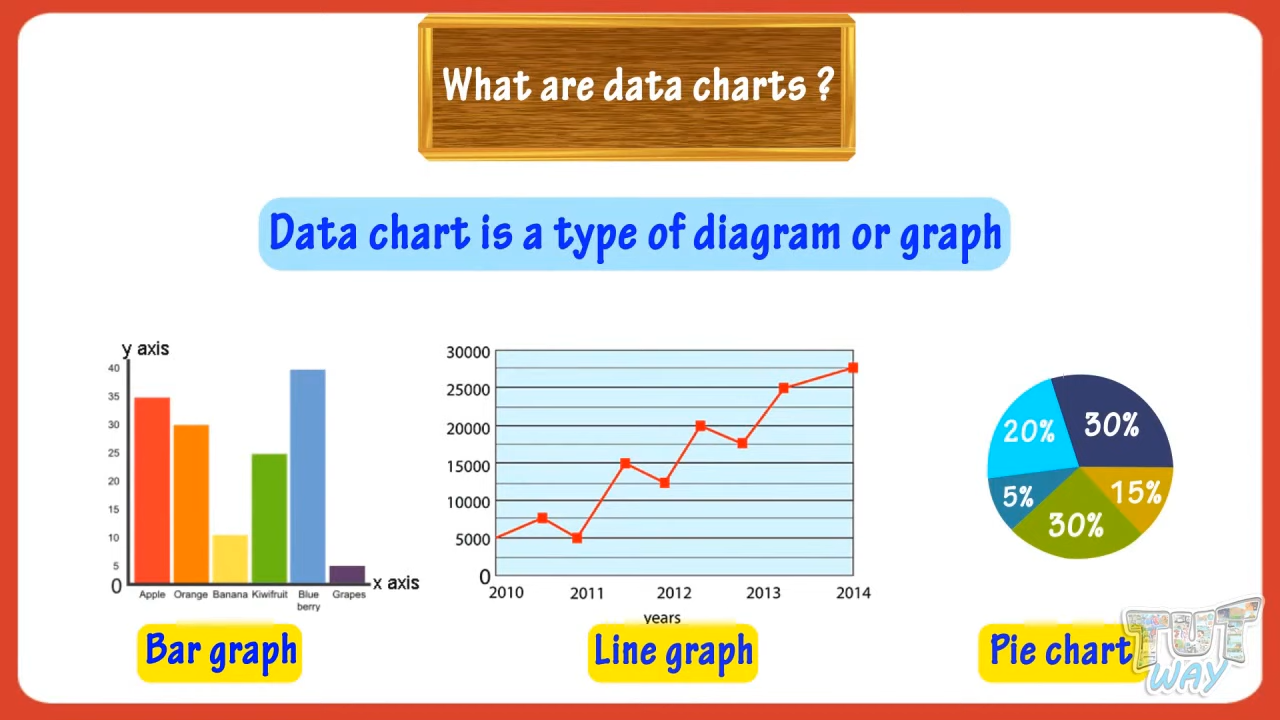 What are data charts ?
Data chart is a type of diagram or graph
y axis
40
35
30
25
20
15
10
5
0
Apple Orange Banana Kiwifruit Blue berry Grapes
x axis
Bar graph
30000
25000
20000
15000
10000
5000
0
2010 2011 2012 2013 2014
years
Line graph
20% 30%
5% 15%
30%
Pie chart
TUT
WAY